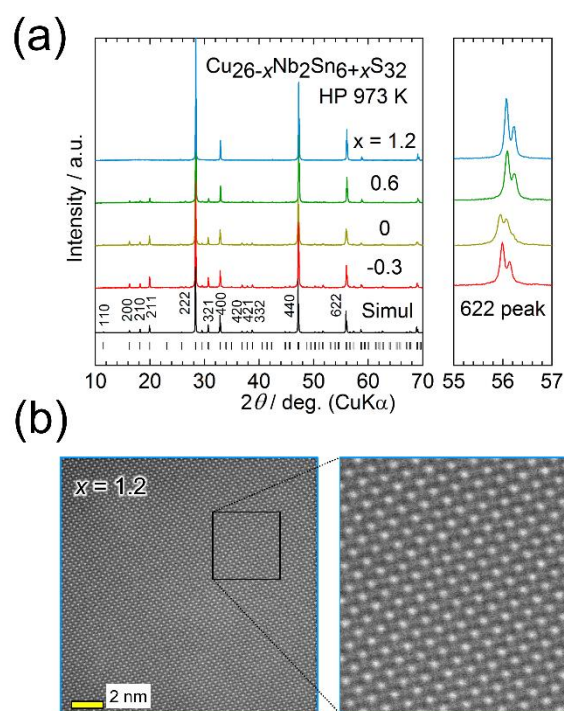 (a)
Cu26-xNb2Sn6+xS32
HP 973 K
x = 1.2
0.6
0
-0.3
Simul
Intensity / a.u.
110
200
210
211
222
321
400
420
421
332
440
622
10 20 30 40 50 60 70
2θ / deg. (CuKα)
622 peak
55 56 57
(b)
x = 1.2
2 nm